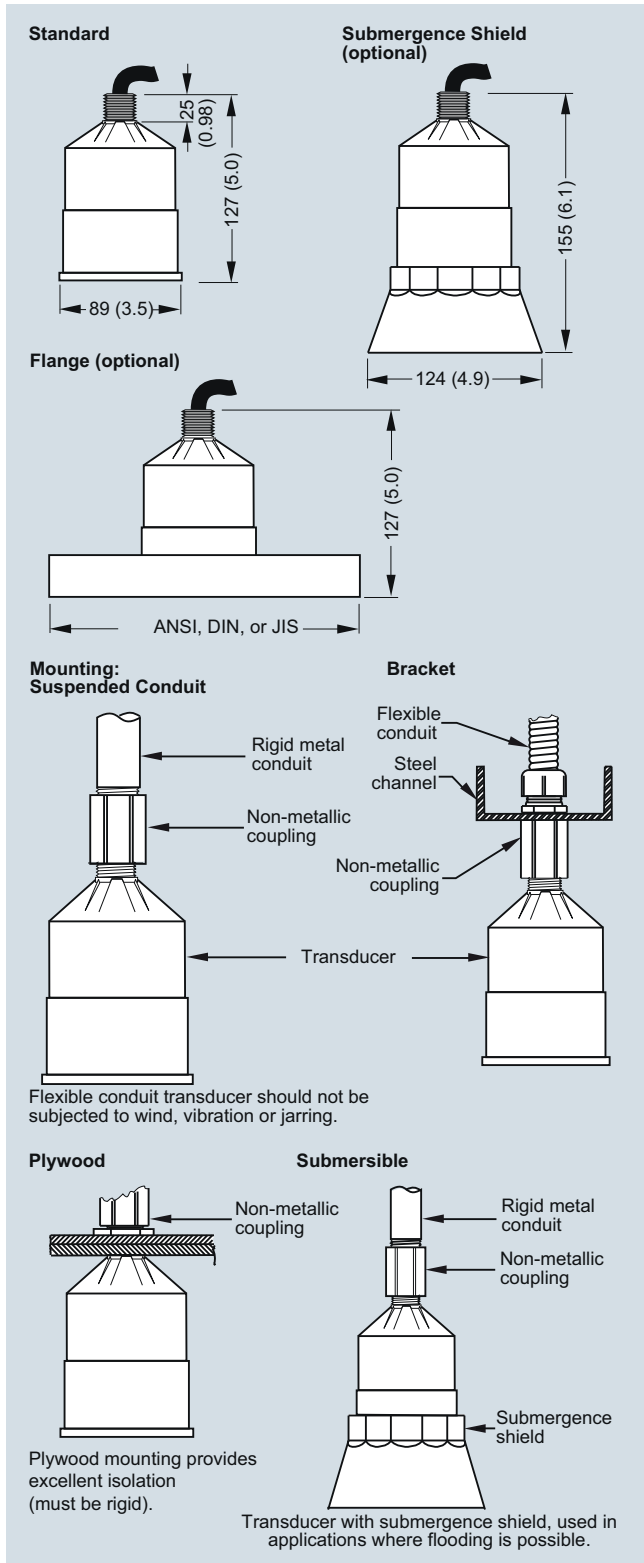 Standard
25
(0.98)
127 (5.0)
89 (3.5)
Submergence Shield
(optional)
155 (6.1)
124 (4.9)
Flange (optional)
127 (5.0)
ANSI, DIN, or JIS
Mounting:
Suspended Conduit
Rigid metal
conduit
Non-metallic
coupling
Bracket
Flexible
conduit
Steel
channel
Non-metallic
coupling
Transducer
Flexible conduit transducer should not be
subjected to wind, vibration or jarring.
Plywood
Non-metallic
coupling
Plywood mounting provides
excellent isolation
(must be rigid).
Submersible
Rigid metal
conduit
Non-metallic
coupling
Submergence
shield
Transducer with submergence shield, used in
applications where flooding is possible.